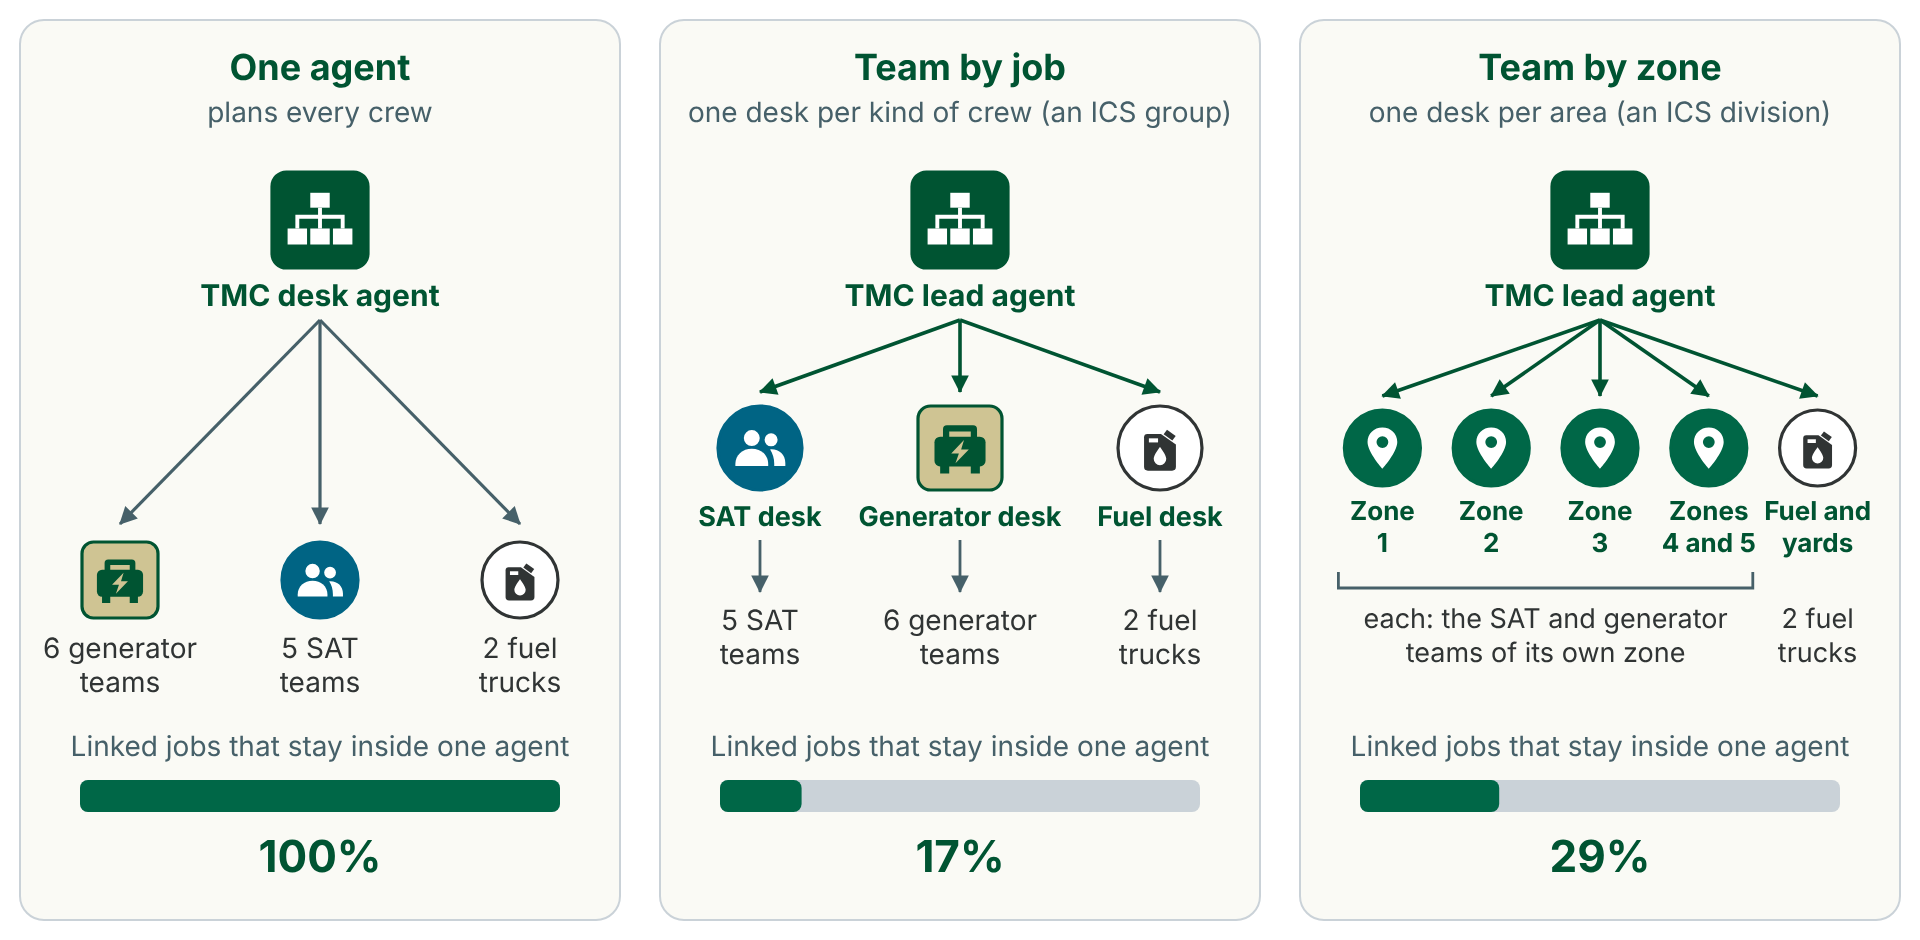 One agent
plans every crew
TMC desk agent
6 generator
teams
5 SAT
teams
2 fuel
trucks
Linked jobs that stay inside one agent
100%
Team by job
one desk per kind of crew (an ICS group)
TMC lead agent
SAT desk
Generator desk
Fuel desk
5 SAT
teams
6 generator
teams
2 fuel
trucks
Linked jobs that stay inside one agent
17%
Team by zone
one desk per area (an ICS division)
TMC lead agent
Zone
1
Zone
2
Zone
3
Zones
4 and 5
Fuel and
yards
each: the SAT and generator
teams of its own zone
2 fuel
trucks
Linked jobs that stay inside one agent
29%